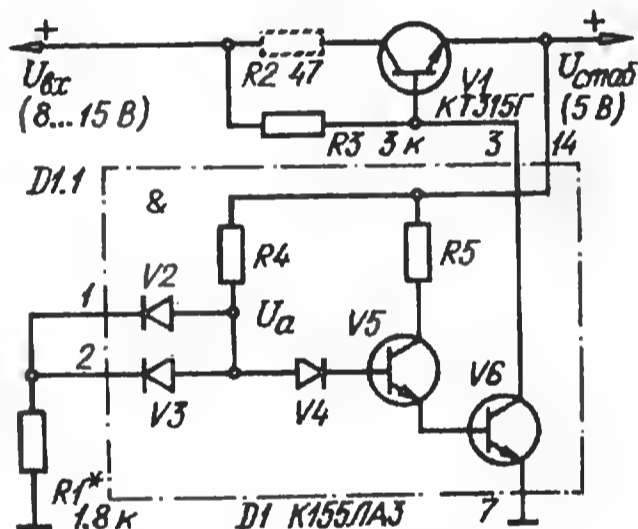 +
+
Uвх
(8...15 В)
R2 47
V1
КТ315Г
Uстаб
(5 В)
R3 3 к
3
14
D1.1
&
R4
R5
V2
1
Uа
V5
2
V3
V4
V6
R1*
1,8 к
D1 К155ЛА3
7